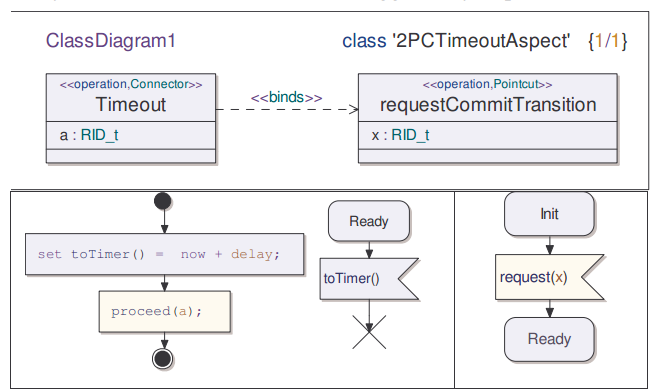 ClassDiagram1
class '2PCTimeoutAspect' {1/1}
<<operation,Connector>>
Timeout
a : RID_t
<<binds>>
<<operation,Pointcut>>
requestCommitTransition
x : RID_t
set toTimer() = now + delay;
proceed(a);
Ready
toTimer()
Init
request(x)
Ready